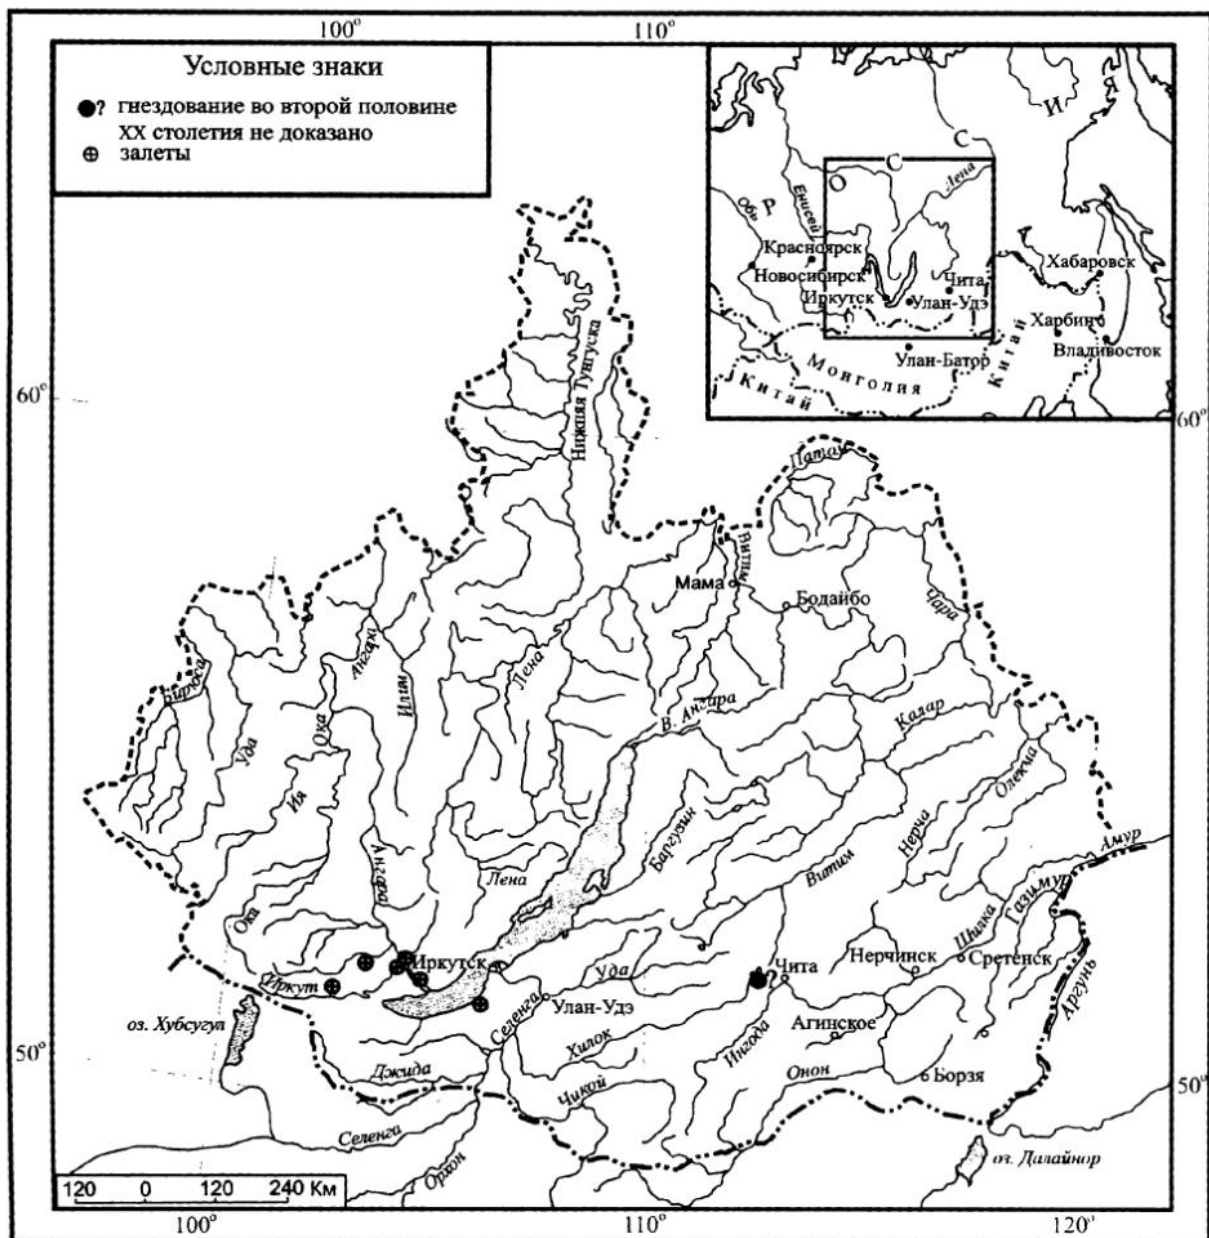 100°
110°
Условные знаки
? гнездование во второй половине
XX столетия не доказано
залеты
Р
О
С
С
И
Я
Обь
Енисей
Лена
Красноярск
Новосибирск
Иркутск
Улан-Удэ
Чита
Хабаровск
Харбин
Владивосток
Улан-Батор
Монголия
Китай
Китай
60°
60°
Нижняя Тунгуска
Витим
Мама
Бодайбо
Чара
Бирюса
Уда
Ока
Ангара
Илим
Лена
В. Ангара
Калар
Ия
Баргузин
Олекма
Нерча
Витим
Амур
Ангара
Лена
Ока
Газимур
Шилка
Иркутск
Иркут
Уда
?
Чита
Нерчинск
Сретенск
Аргунь
оз. Хубсугул
Селенга
Улан-Удэ
Хилок
Ингода
Агинское
50°
Джида
Чикой
Онон
Борзя
50°
Селенга
Орхон
оз. Далайнор
120 0 120 240 Км
100°
110°
120°